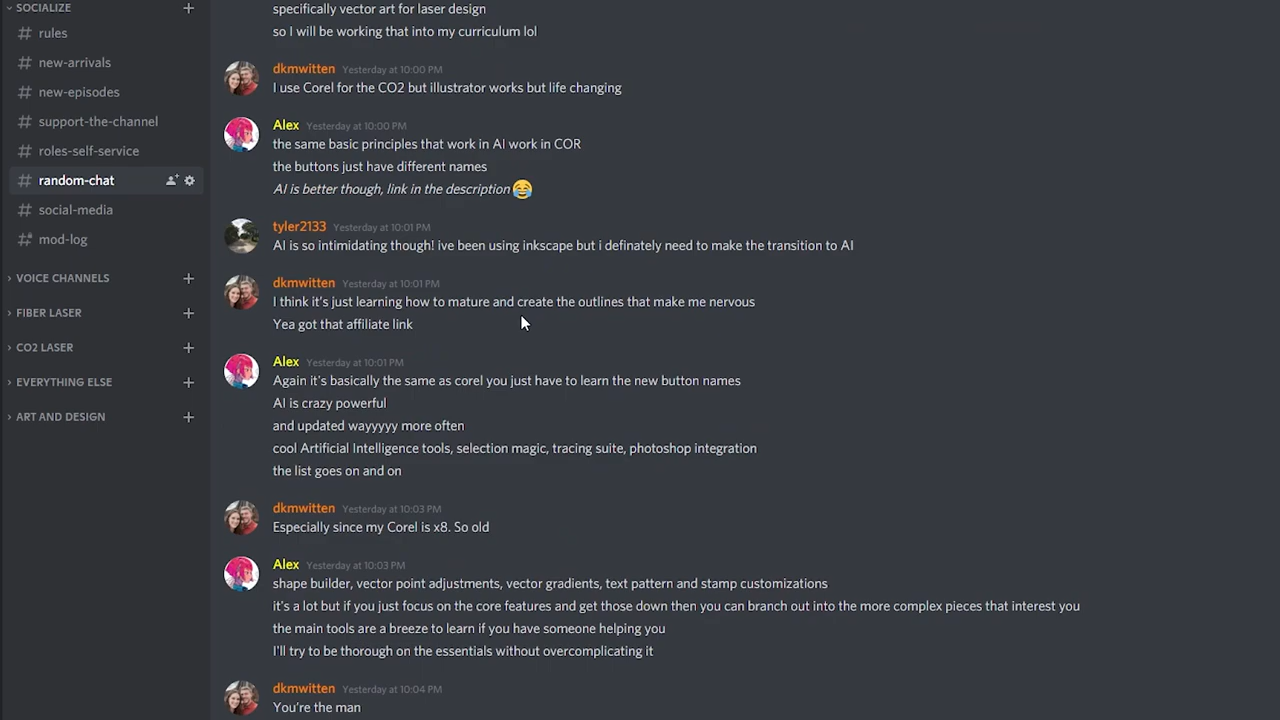 SOCIALIZE
rules
new-arrivals
new-episodes
support-the-channel
roles-self-service
random-chat
social-media
mod-log
VOICE CHANNELS
FIBER LASER
CO2 LASER
EVERYTHING ELSE
ART AND DESIGN
specifically vector art for laser design
so I will be working that into my curriculum lol
dkmwitten Yesterday at 10:00 PM
I use Corel for the CO2 but illustrator works but life changing
Alex Yesterday at 10:00 PM
the same basic principles that work in AI work in COR
the buttons just have different names
AI is better though, link in the description 😂
tyler2133 Yesterday at 10:01 PM
AI is so intimidating though! ive been using inkscape but i definately need to make the transition to AI
dkmwitten Yesterday at 10:01 PM
I think it's just learning how to mature and create the outlines that make me nervous
Yea got that affiliate link
Alex Yesterday at 10:01 PM
Again it's basically the same as corel you just have to learn the new button names
AI is crazy powerful
and updated wayyyyy more often
cool Artificial Intelligence tools, selection magic, tracing suite, photoshop integration
the list goes on and on
dkmwitten Yesterday at 10:03 PM
Especially since my Corel is x8. So old
Alex Yesterday at 10:03 PM
shape builder, vector point adjustments, vector gradients, text pattern and stamp customizations
it's a lot but if you just focus on the core features and get those down then you can branch out into the more complex pieces that interest you
the main tools are a breeze to learn if you have someone helping you
I'll try to be thorough on the essentials without overcomplicating it
dkmwitten Yesterday at 10:04 PM
You're the man